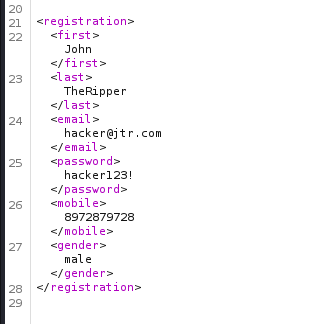 20
21 <registration>
22 <first>
John
</first>
23 <last>
TheRipper
</last>
24 <email>
hacker@jtr.com
</email>
25 <password>
hacker123!
</password>
26 <mobile>
8972879728
</mobile>
27 <gender>
male
</gender>
28 </registration>
29